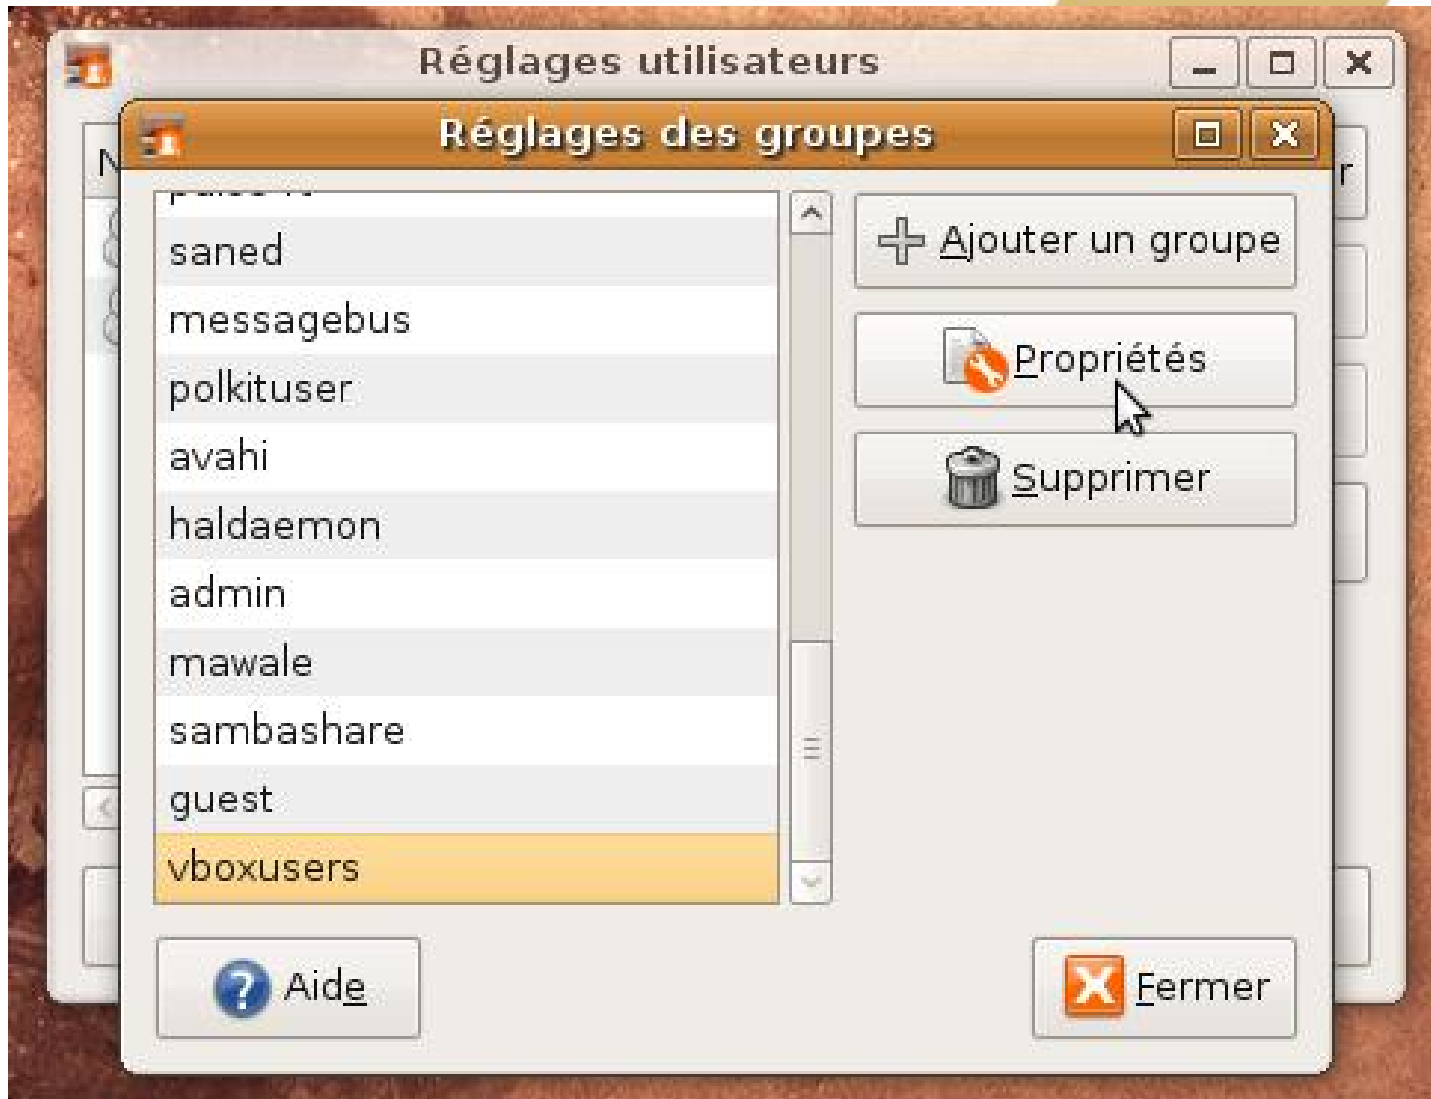 Réglages utilisateurs
Réglages des groupes
saned
messagebus
polkituser
avahi
haldaemon
admin
mawale
sambashare
guest
vboxusers
Ajouter un groupe
Propriétés
Supprimer
Aide
Fermer